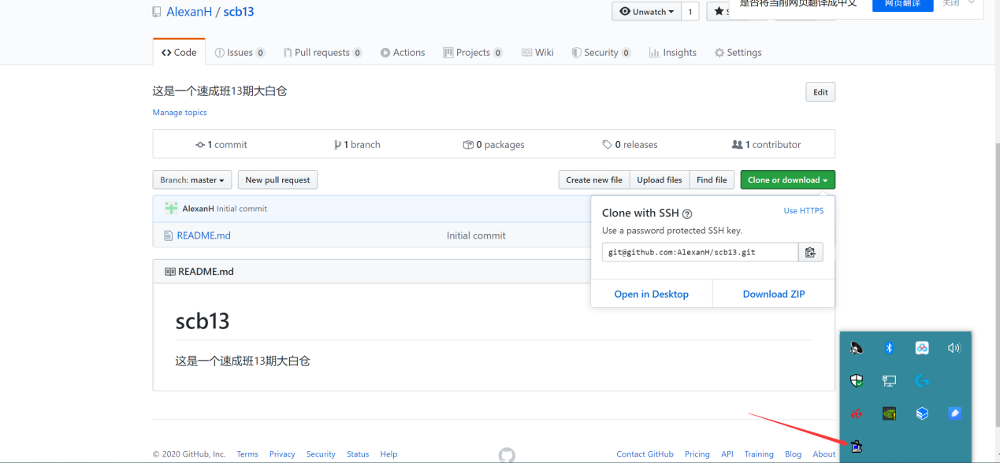 是否将当前网页翻译成中文
网页翻译
关闭
AlexanH / scb13
Unwatch
1
Code
Issues 0
Pull requests 0
Actions
Projects 0
Wiki
Security 0
Insights
Settings
这是一个速成班13期大白仓
Edit
Manage topics
1 commit
1 branch
0 packages
0 releases
1 contributor
Branch: master
New pull request
Create new file
Upload files
Find file
Clone or download
AlexanH Initial commit
Clone with SSH
Use HTTPS
Use a password protected SSH key.
README.md
Initial commit
git@github.com:AlexanH/scb13.git
README.md
Open in Desktop
Download ZIP
scb13
这是一个速成班13期大白仓
© 2020 GitHub, Inc.
Terms
Privacy
Security
Status
Help
Contact GitHub
Pricing
API
Training
Blog
About